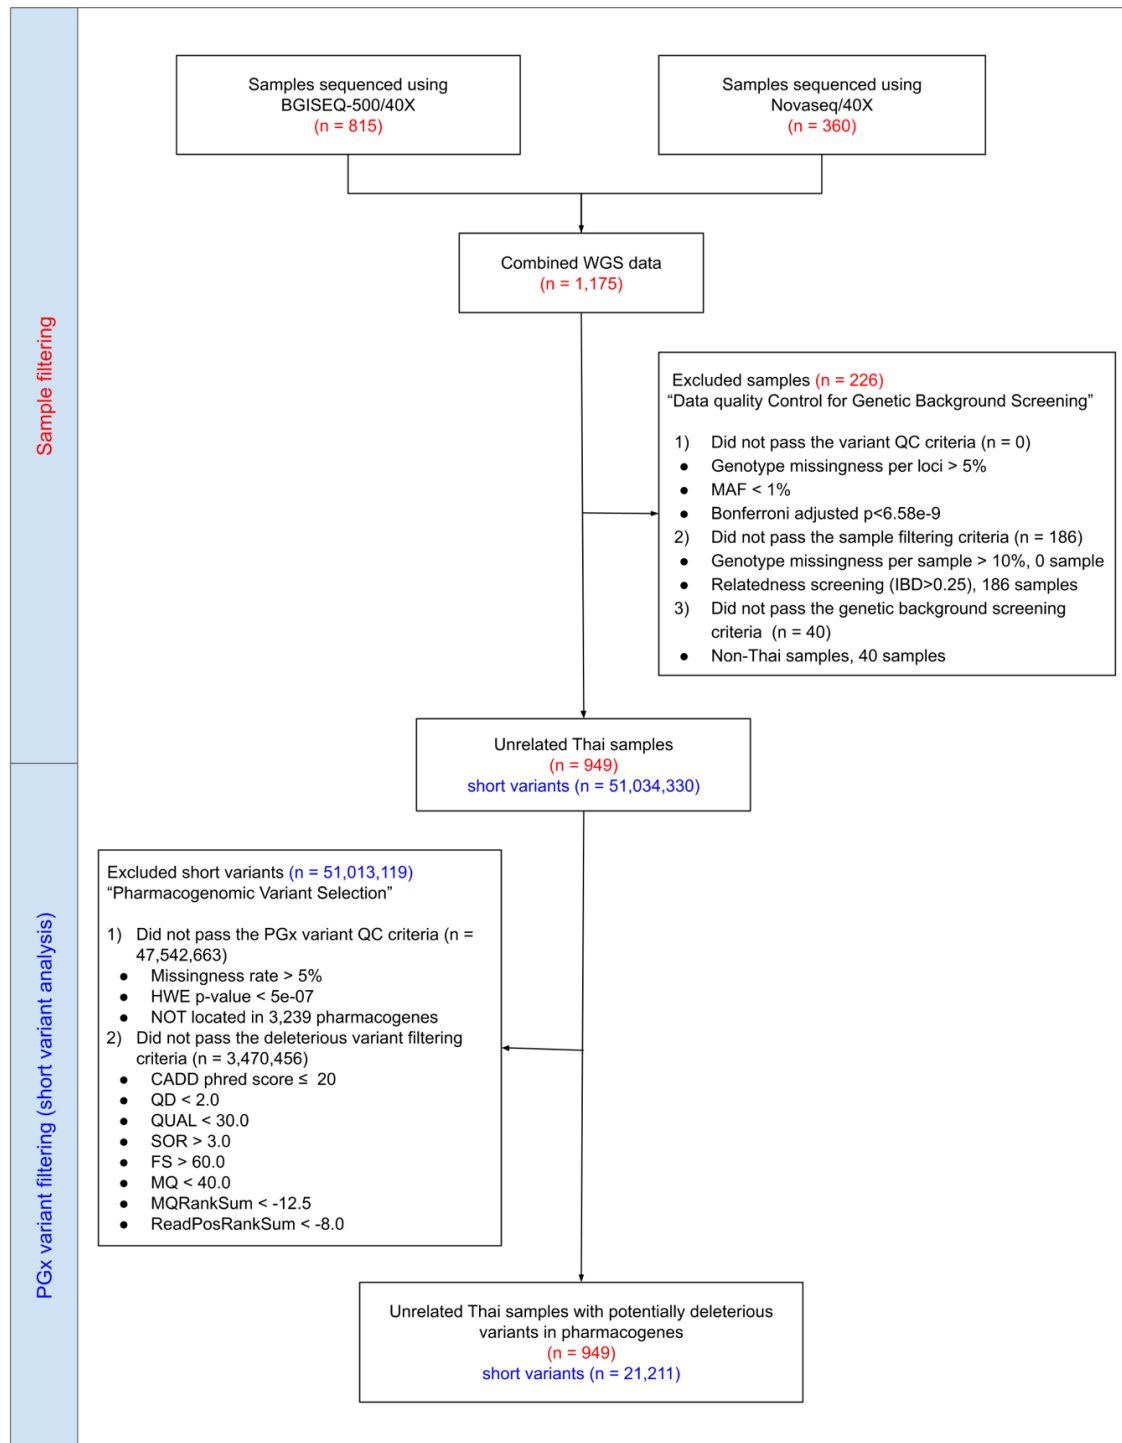 Sample filtering
Samples sequenced using
BGISEQ-500/40X
(n = 815)
Samples sequenced using
Novaseq/40X
(n = 360)
Combined WGS data
(n = 1,175)
Excluded samples (n = 226)
“Data quality Control for Genetic Background Screening”
1) Did not pass the variant QC criteria (n = 0)
● Genotype missingness per loci > 5%
● MAF < 1%
● Bonferroni adjusted p<6.58e-9
2) Did not pass the sample filtering criteria (n = 186)
● Genotype missingness per sample > 10%, 0 sample
● Relatedness screening (IBD>0.25), 186 samples
3) Did not pass the genetic background screening
criteria (n = 40)
● Non-Thai samples, 40 samples
Unrelated Thai samples
(n = 949)
short variants (n = 51,034,330)
PGx variant filtering (short variant analysis)
Excluded short variants (n = 51,013,119)
“Pharmacogenomic Variant Selection”
1) Did not pass the PGx variant QC criteria (n =
47,542,663)
● Missingness rate > 5%
● HWE p-value < 5e-07
● NOT located in 3,239 pharmacogenes
2) Did not pass the deleterious variant filtering
criteria (n = 3,470,456)
● CADD phred score ≤ 20
● QD < 2.0
● QUAL < 30.0
● SOR > 3.0
● FS > 60.0
● MQ < 40.0
● MQRankSum < -12.5
● ReadPosRankSum < -8.0
Unrelated Thai samples with potentially deleterious
variants in pharmacogenes
(n = 949)
short variants (n = 21,211)